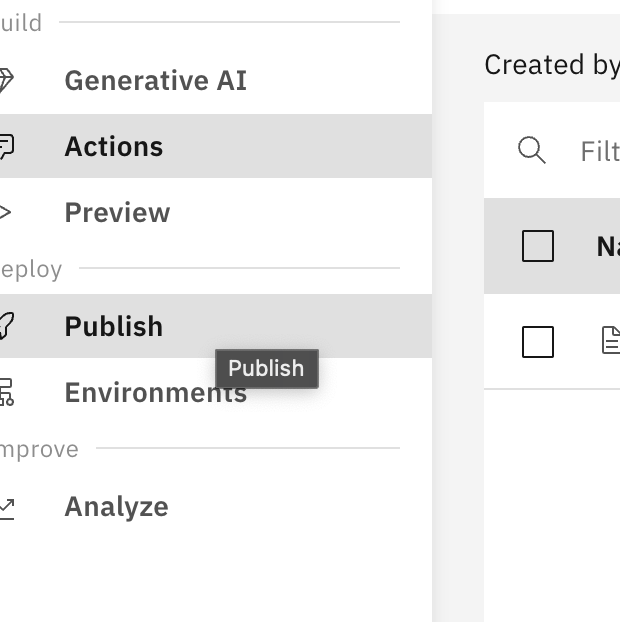 uild
Generative AI
Actions
Preview
eploy
Publish
Publish
Environments
mprove
Analyze
Created by
Filt
Na